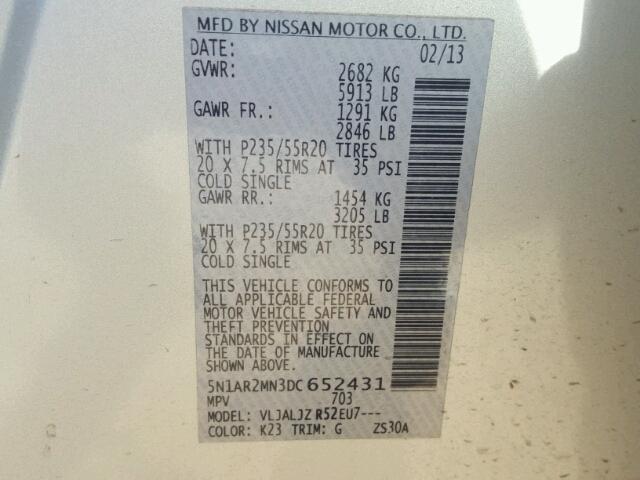 MFD BY NISSAN MOTOR CO., LTD.
DATE: 02/13
GVWR: 2682 KG
5913 LB
GAWR FR.: 1291 KG
2846 LB
WITH P235/55R20 TIRES
20 X 7.5 RIMS AT 35 PSI
COLD SINGLE
GAWR RR.: 1454 KG
3205 LB
WITH P235/55R20 TIRES
20 X 7.5 RIMS AT 35 PSI
COLD SINGLE
THIS VEHICLE CONFORMS TO
ALL APPLICABLE FEDERAL
MOTOR VEHICLE SAFETY AND
THEFT PREVENTION
STANDARDS IN EFFECT ON
THE DATE OF MANUFACTURE
SHOWN ABOVE.
5N1AR2MN3DC652431
MPV 703
MODEL: VLJALJZ R52EU7---
COLOR: K23 TRIM: G ZS30A